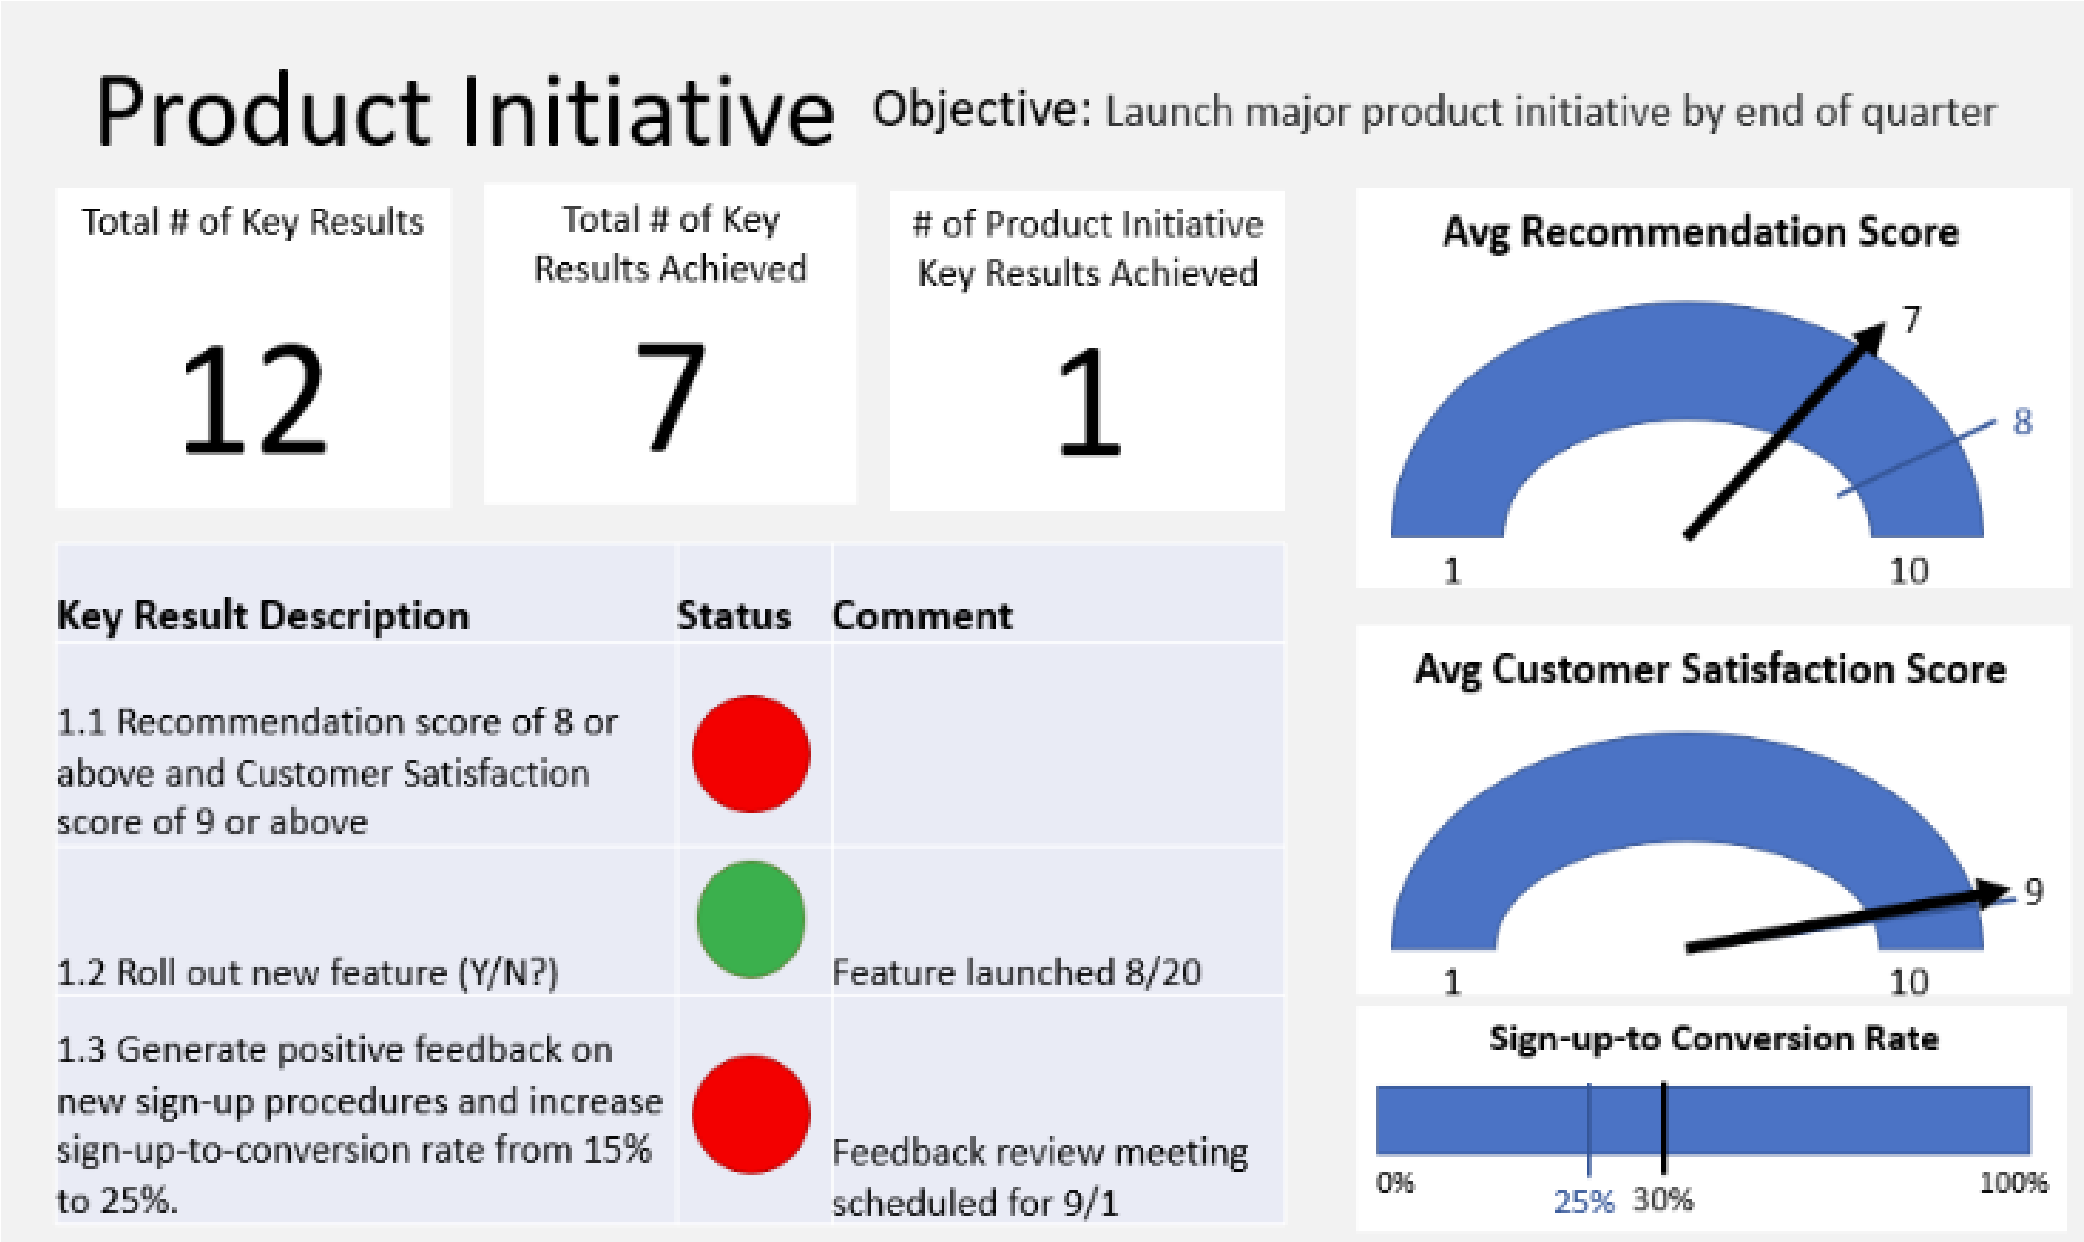 Product Initiative
Objective: Launch major product initiative by end of quarter
Total # of Key Results
12
Total # of Key
Results Achieved
7
# of Product Initiative
Key Results Achieved
1
Key Result Description Status Comment
1.1 Recommendation score of 8 or
above and Customer Satisfaction
score of 9 or above
1.2 Roll out new feature (Y/N?) Feature launched 8/20
1.3 Generate positive feedback on
new sign-up procedures and increase
sign-up-to-conversion rate from 15%
to 25%.
Feedback review meeting
scheduled for 9/1
Avg Recommendation Score
7
8
1 10
Avg Customer Satisfaction Score
9
1 10
Sign-up-to Conversion Rate
0% 25% 30% 100%